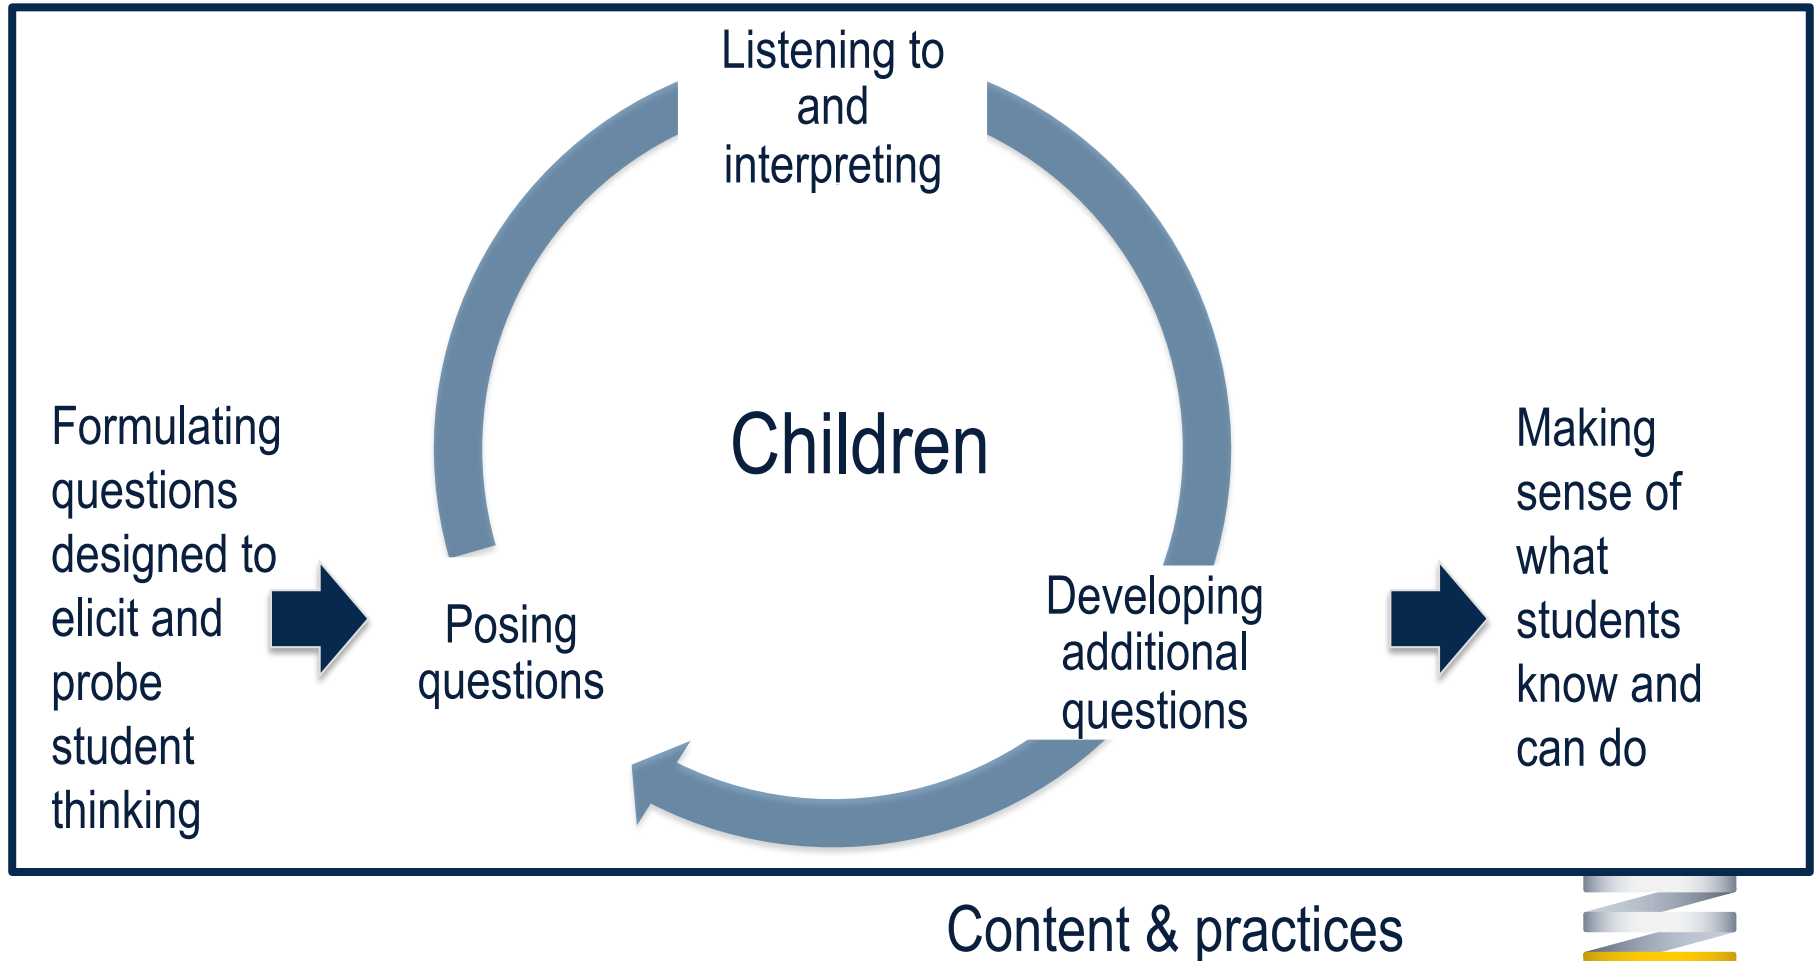 Listening to
and
interpreting
Children
Formulating
questions
designed to
elicit and
probe
student
thinking
Posing
questions
Developing
additional
questions
Making
sense of
what
students
know and
can do
Content & practices